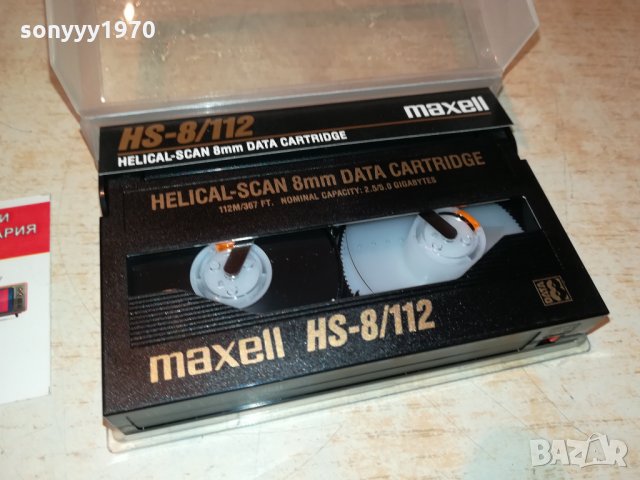 sonyyy1970
HS-8/112
maxell
HELICAL-SCAN 8mm DATA CARTRIDGE
HELICAL-SCAN 8mm DATA CARTRIDGE
112M/367 FT. NOMINAL CAPACITY: 2.5/5.0 GIGABYTES
И
АРИЯ
maxell HS-8/112
BAZAR